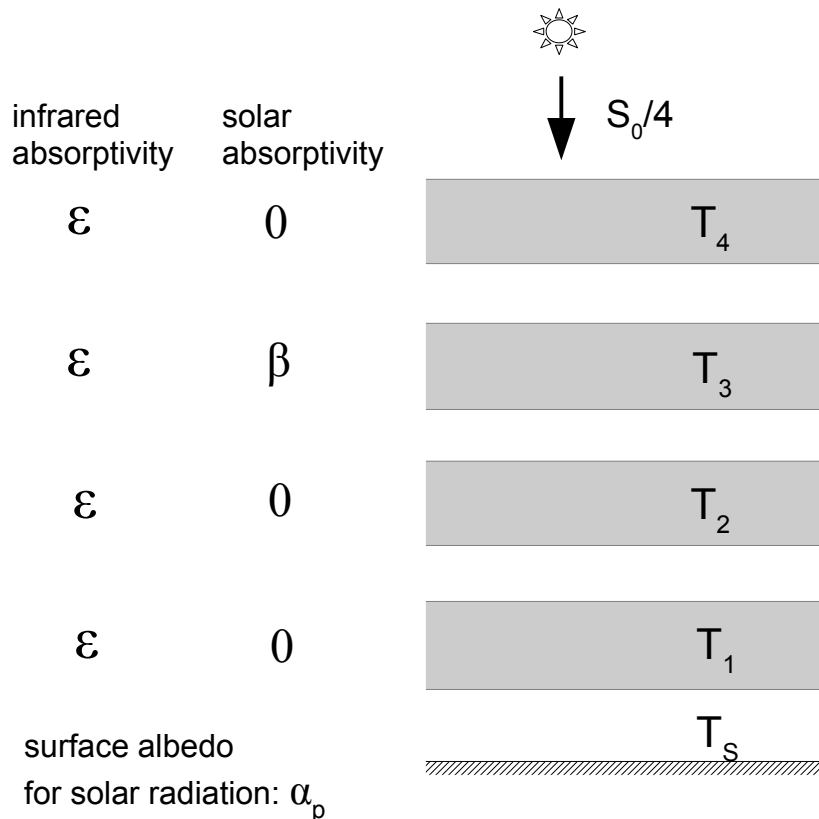 S₀/4
infrared absorptivity
solar absorptivity
ε 0 T₄
ε β T₃
ε 0 T₂
ε 0 T₁
T_S
surface albedo
for solar radiation: α_p